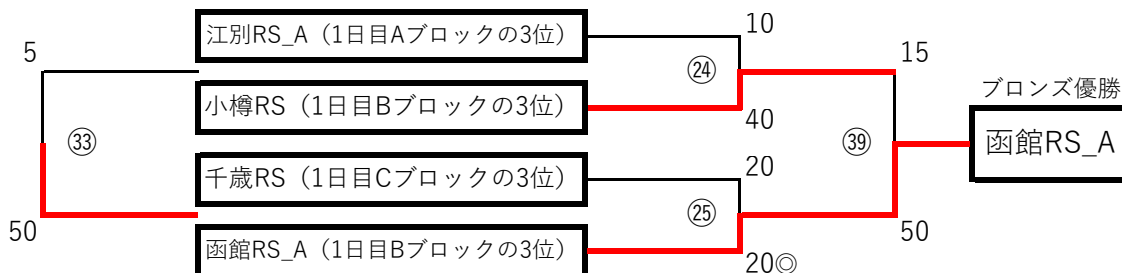 江別RS_A（1日目Aブロックの3位）
10
5
15
㉔
ブロンズ優勝
小樽RS（1日目Bブロックの3位）
40
㉝
㊴
函館RS_A
千歳RS（1日目Cブロックの3位）
20
㉕
50
50
函館RS_A（1日目Bブロックの3位）
20◎